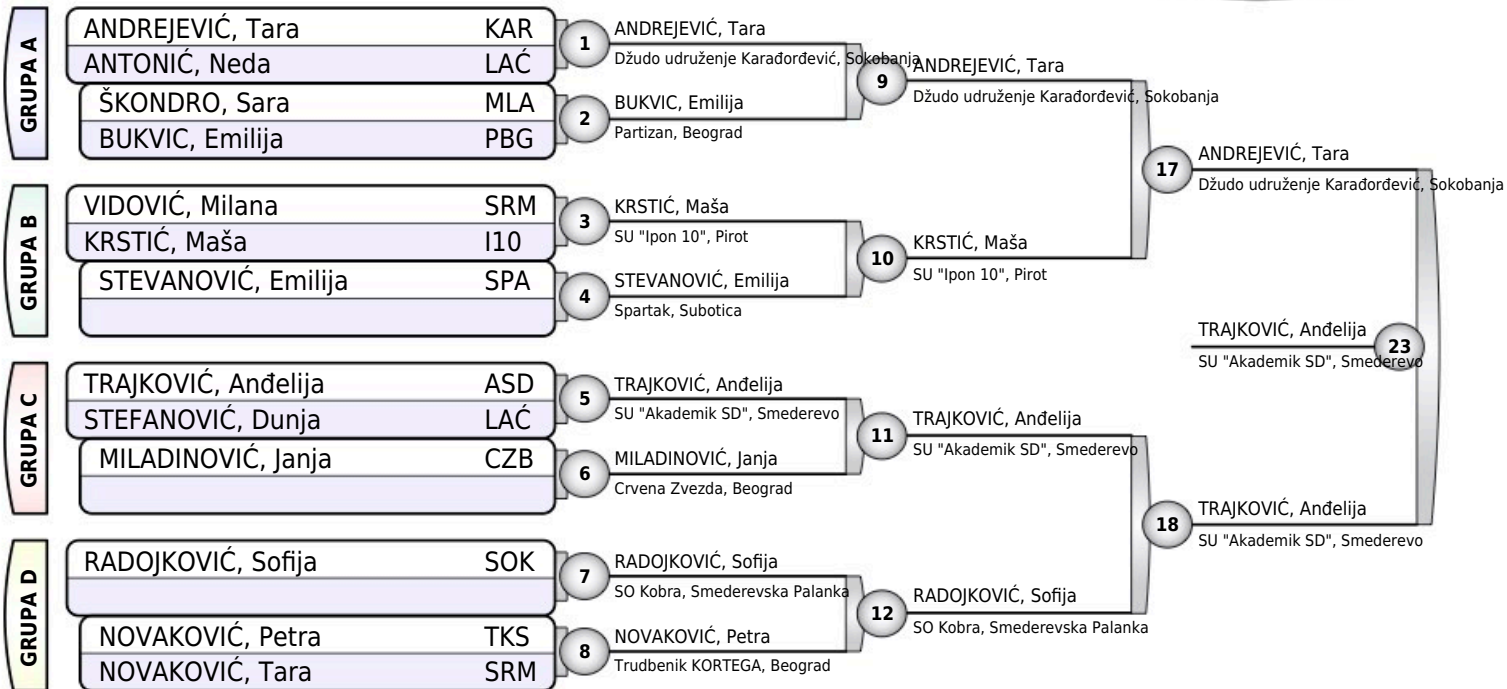 GRUPA A
ANDREJEVIĆ, Tara KAR
ANTONIĆ, Neda LAĆ
ŠKONDRO, Sara MLA
BUKVIC, Emilija PBG
GRUPA B
VIDOVIĆ, Milana SRM
KRSTIĆ, Maša I10
STEVANOVIĆ, Emilija SPA
GRUPA C
TRAJKOVIĆ, Anđelija ASD
STEFANOVIĆ, Dunja LAĆ
MILADINOVIĆ, Janja CZB
GRUPA D
RADOJKOVIĆ, Sofija SOK
NOVAKOVIĆ, Petra TKS
NOVAKOVIĆ, Tara SRM
1
ANDREJEVIĆ, Tara
Džudo udruženje Karađorđević, Sokobanja
2
BUKVIC, Emilija
Partizan, Beograd
3
KRSTIĆ, Maša
SU "Ipon 10", Pirot
4
STEVANOVIĆ, Emilija
Spartak, Subotica
5
TRAJKOVIĆ, Anđelija
SU "Akademik SD", Smederevo
6
MILADINOVIĆ, Janja
Crvena Zvezda, Beograd
7
RADOJKOVIĆ, Sofija
SO Kobra, Smederevska Palanka
8
NOVAKOVIĆ, Petra
Trudbenik KORTEGA, Beograd
9
ANDREJEVIĆ, Tara
Džudo udruženje Karađorđević, Sokobanja
10
KRSTIĆ, Maša
SU "Ipon 10", Pirot
11
TRAJKOVIĆ, Anđelija
SU "Akademik SD", Smederevo
12
RADOJKOVIĆ, Sofija
SO Kobra, Smederevska Palanka
17
ANDREJEVIĆ, Tara
Džudo udruženje Karađorđević, Sokobanja
18
TRAJKOVIĆ, Anđelija
SU "Akademik SD", Smederevo
TRAJKOVIĆ, Anđelija
SU "Akademik SD", Smederevo
23